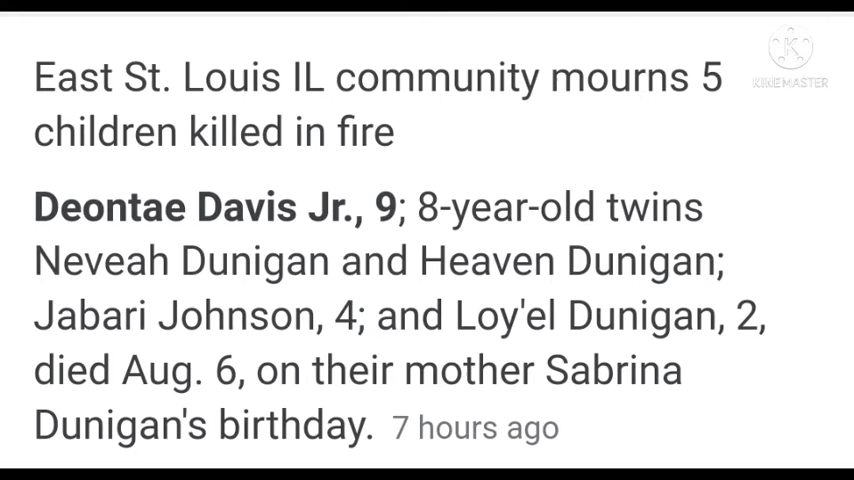 East St. Louis IL community mourns 5
children killed in fire
Deontae Davis Jr., 9; 8-year-old twins
Neveah Dunigan and Heaven Dunigan;
Jabari Johnson, 4; and Loy'el Dunigan, 2,
died Aug. 6, on their mother Sabrina
Dunigan's birthday. 7 hours ago
K
KINEMASTER